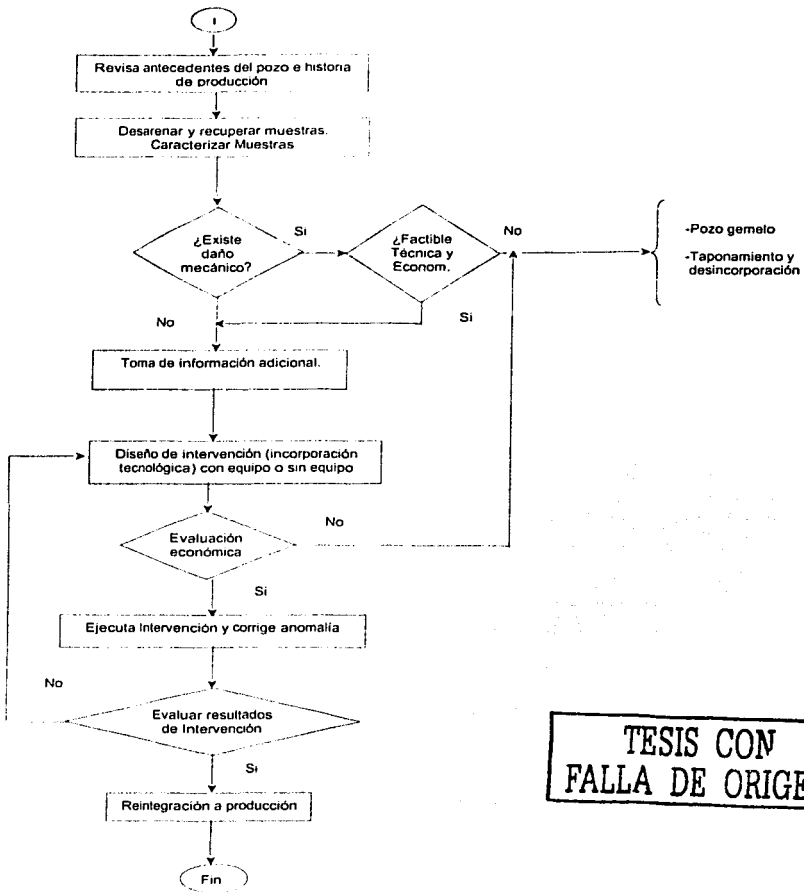 I
Revisa antecedentes del pozo e historia
de producción
Desarenar y recuperar muestras.
Caracterizar Muestras
¿Existe
daño
mecánico?
Si
¿Factible
Técnica y
Econom.
No
-Pozo gemelo
-Taponamiento y
desincorporación
No
Si
Toma de información adicional.
Diseño de intervención (incorporación
tecnológica) con equipo o sin equipo
Evaluación
económica
No
Si
Ejecuta Intervención y corrige anomalía
No
Evaluar resultados
de Intervención
Si
Reintegración a producción
Fin
TESIS CON
FALLA DE ORIGE